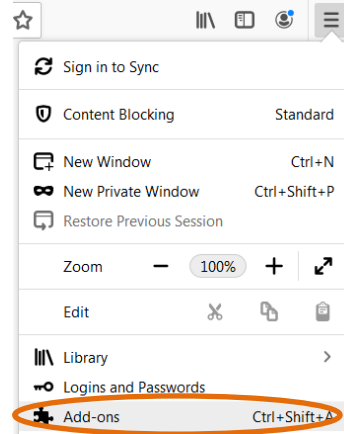 Sign in to Sync
Content Blocking Standard
New Window Ctrl+N
New Private Window Ctrl+Shift+P
Restore Previous Session
Zoom − 100% +
Edit
Library >
Logins and Passwords
Add-ons Ctrl+Shift+A